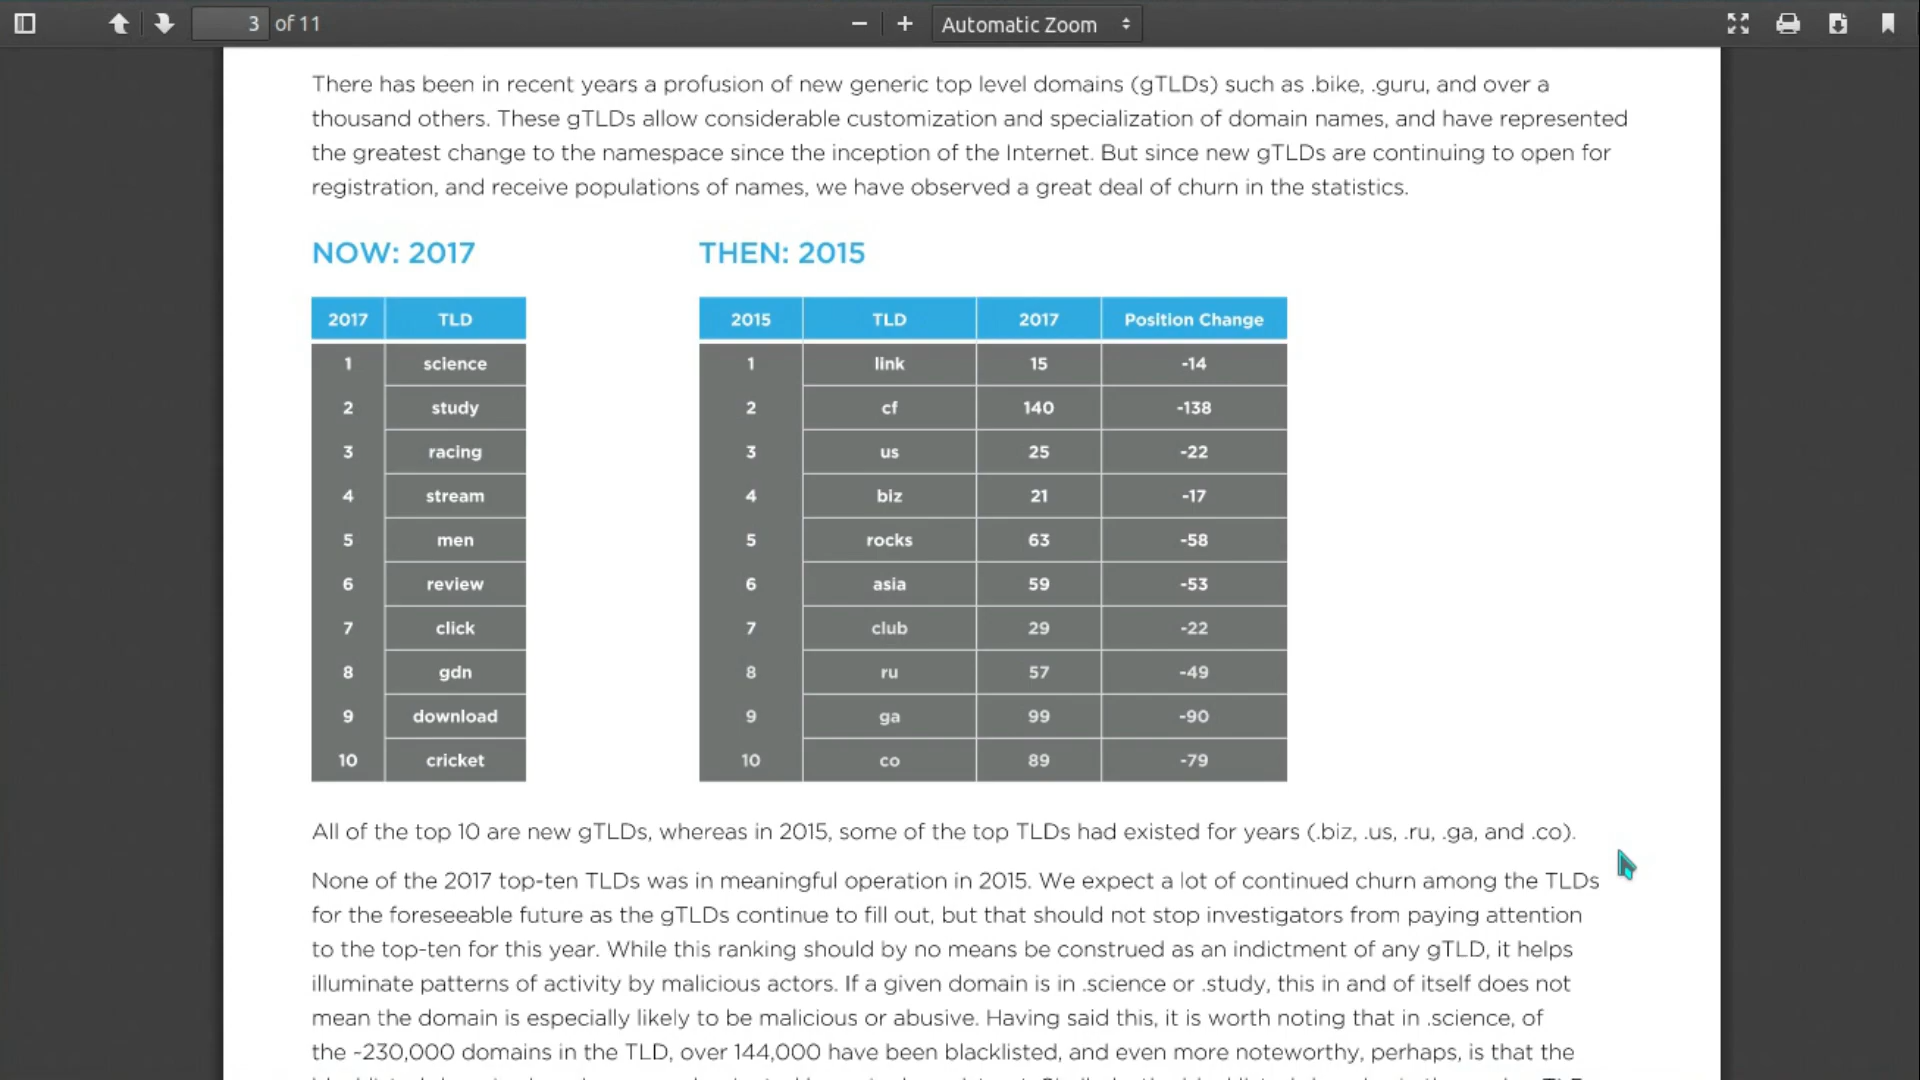 3 of 11
Automatic Zoom
There has been in recent years a profusion of new generic top level domains (gTLDs) such as .bike, .guru, and over a
thousand others. These gTLDs allow considerable customization and specialization of domain names, and have represented
the greatest change to the namespace since the inception of the Internet. But since new gTLDs are continuing to open for
registration, and receive populations of names, we have observed a great deal of churn in the statistics.
NOW: 2017
2017 TLD
1 science
2 study
3 racing
4 stream
5 men
6 review
7 click
8 gdn
9 download
10 cricket
THEN: 2015
2015 TLD 2017 Position Change
1 link 15 -14
2 cf 140 -138
3 us 25 -22
4 biz 21 -17
5 rocks 63 -58
6 asia 59 -53
7 club 29 -22
8 ru 57 -49
9 ga 99 -90
10 co 89 -79
All of the top 10 are new gTLDs, whereas in 2015, some of the top TLDs had existed for years (.biz, .us, .ru, .ga, and .co).
None of the 2017 top-ten TLDs was in meaningful operation in 2015. We expect a lot of continued churn among the TLDs
for the foreseeable future as the gTLDs continue to fill out, but that should not stop investigators from paying attention
to the top-ten for this year. While this ranking should by no means be construed as an indictment of any gTLD, it helps
illuminate patterns of activity by malicious actors. If a given domain is in .science or .study, this in and of itself does not
mean the domain is especially likely to be malicious or abusive. Having said this, it is worth noting that in .science, of
the ~230,000 domains in the TLD, over 144,000 have been blacklisted, and even more noteworthy, perhaps, is that the